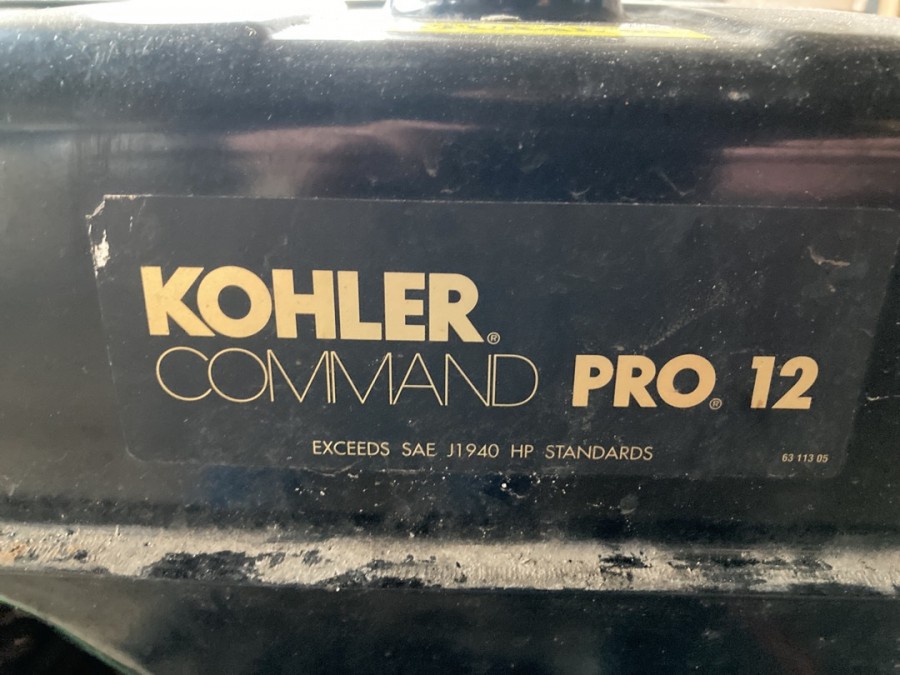 KOHLER®
COMMAND PRO® 12
EXCEEDS SAE J1940 HP STANDARDS
63 113 05